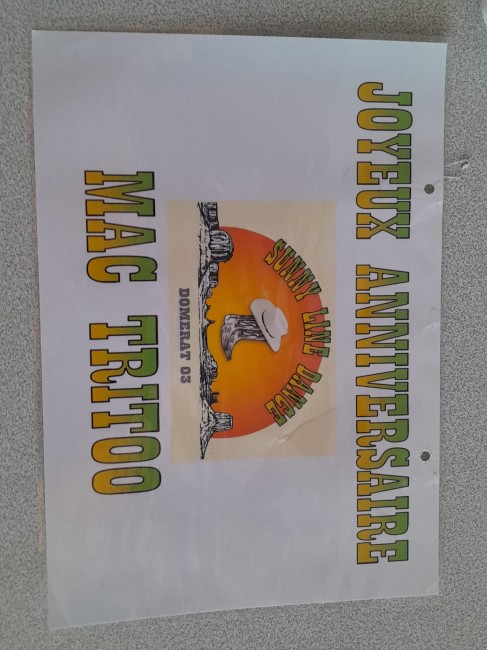 JOYEUX ANNIVERSAIRE
SUNNY LINE DANCE
DOMERAT 03
MAC TRITOO